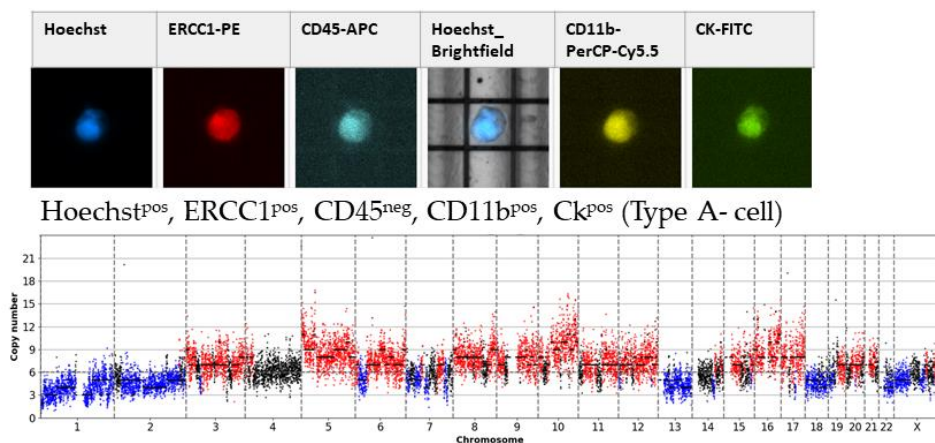 Hoechst ERCC1-PE CD45-APC Hoechst_ CD11b- CK-FITC
Brightfield PerCP-Cy5.5
Hoechstpos, ERCC1pos, CD45neg, CD11bpos, Ckpos (Type A- cell)
Copy number
21
18
15
12
9
6
3
0
1 2 3 4 5 6 7 8 9 10 11 12 13 14 15 16 17 18 19 20 21 22 X
Chromosome